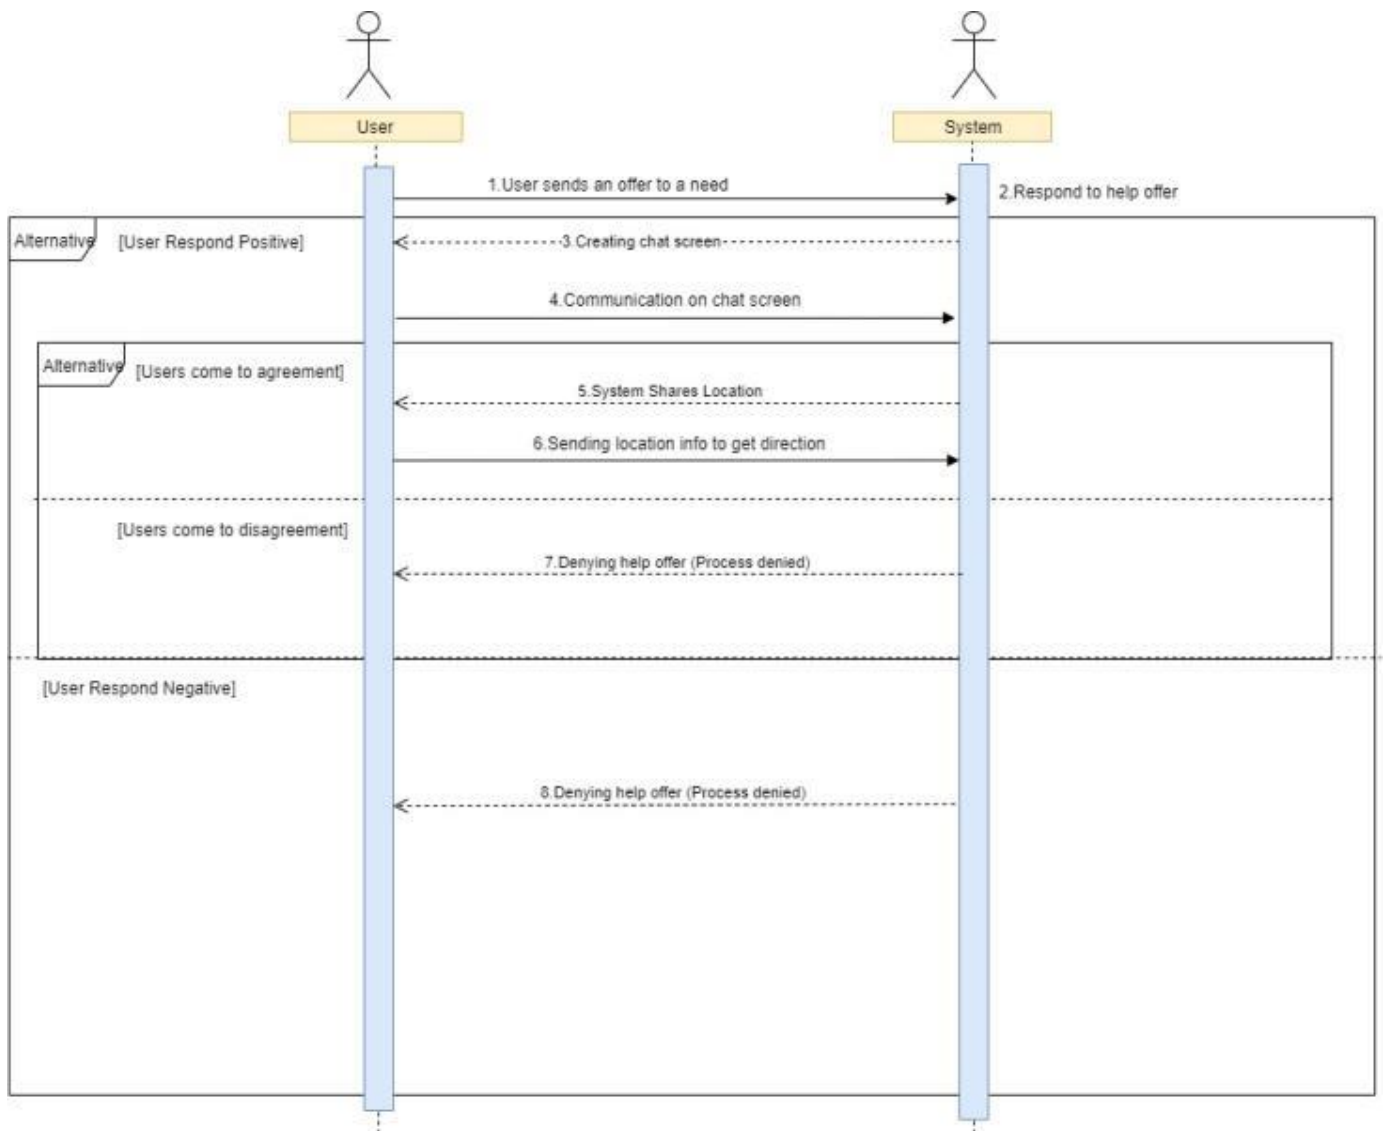 User
System
1.User sends an offer to a need
2.Respond to help offer
Alternative
[User Respond Positive]
3.Creating chat screen
4.Communication on chat screen
Alternative
[Users come to agreement]
5.System Shares Location
6.Sending location info to get direction
[Users come to disagreement]
7.Denying help offer (Process denied)
[User Respond Negative]
8.Denying help offer (Process denied)